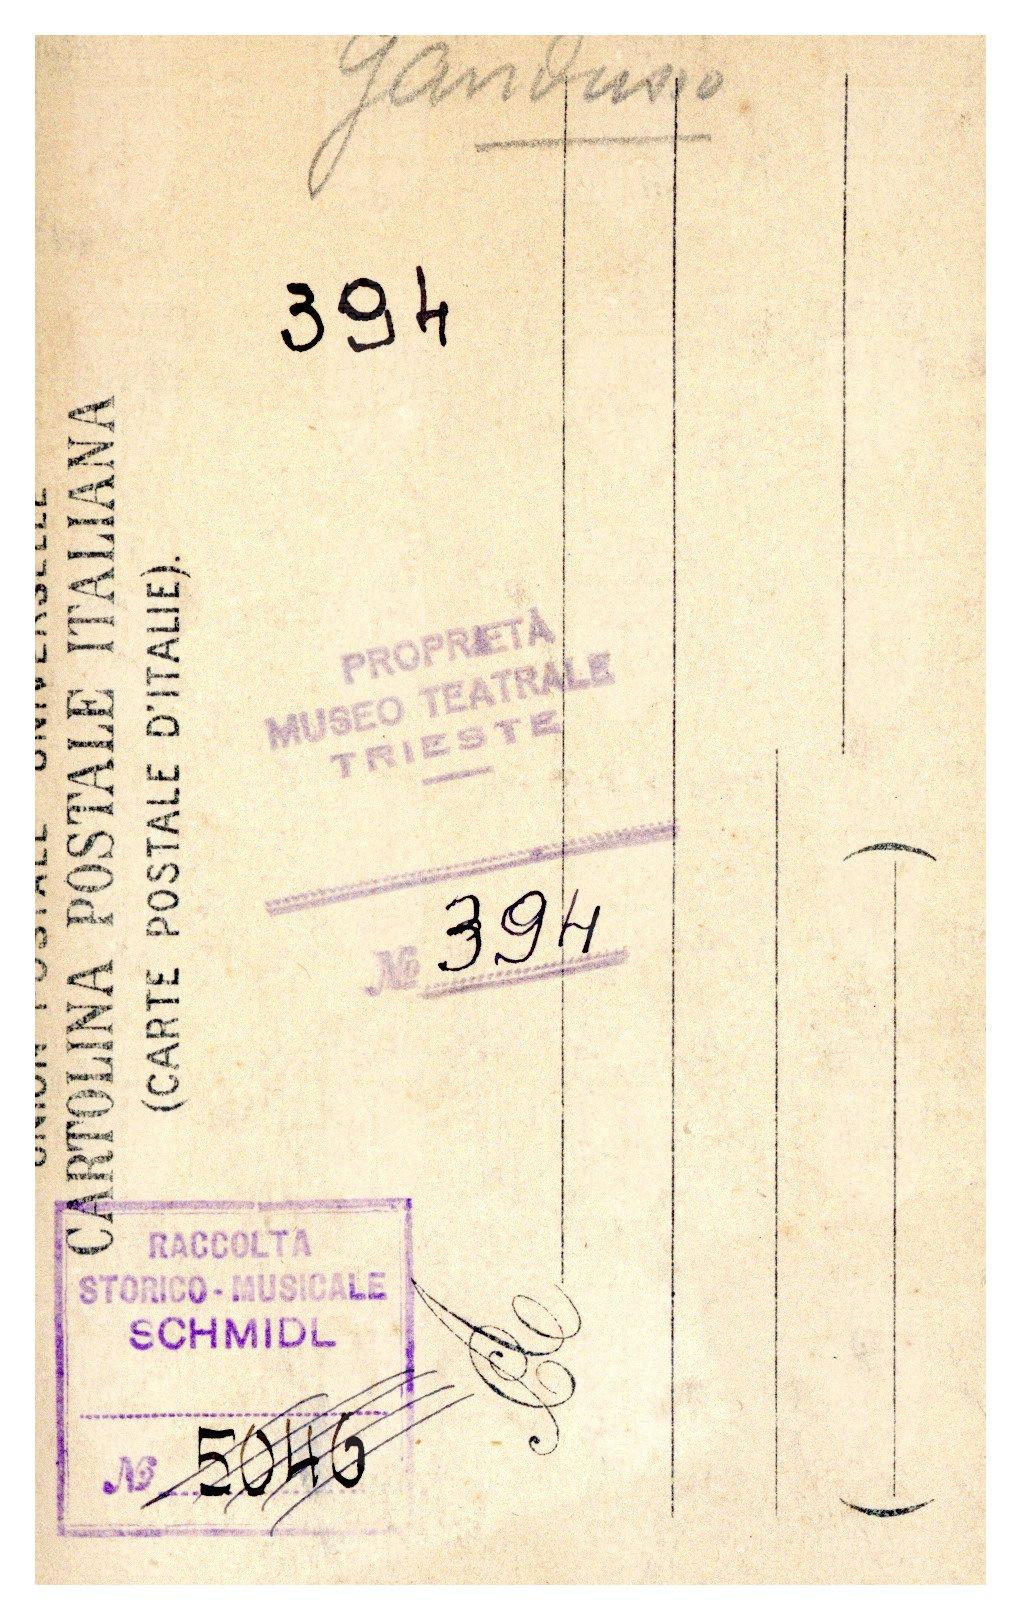 Gandusio
394
UNION POSTALE UNIVERSELLE
CARTOLINA POSTALE ITALIANA
(CARTE POSTALE D'ITALIE).
PROPRIETÀ
MUSEO TEATRALE
TRIESTE
№ 394
RACCOLTA
STORICO-MUSICALE
SCHMIDL
№ 5046
A